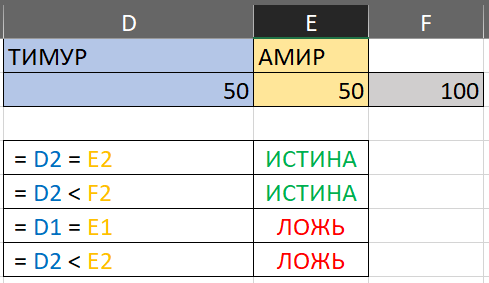 D E F
ТИМУР АМИР
50 50 100
= D2 = E2 ИСТИНА
= D2 < F2 ИСТИНА
= D1 = E1 ЛОЖЬ
= D2 < E2 ЛОЖЬ